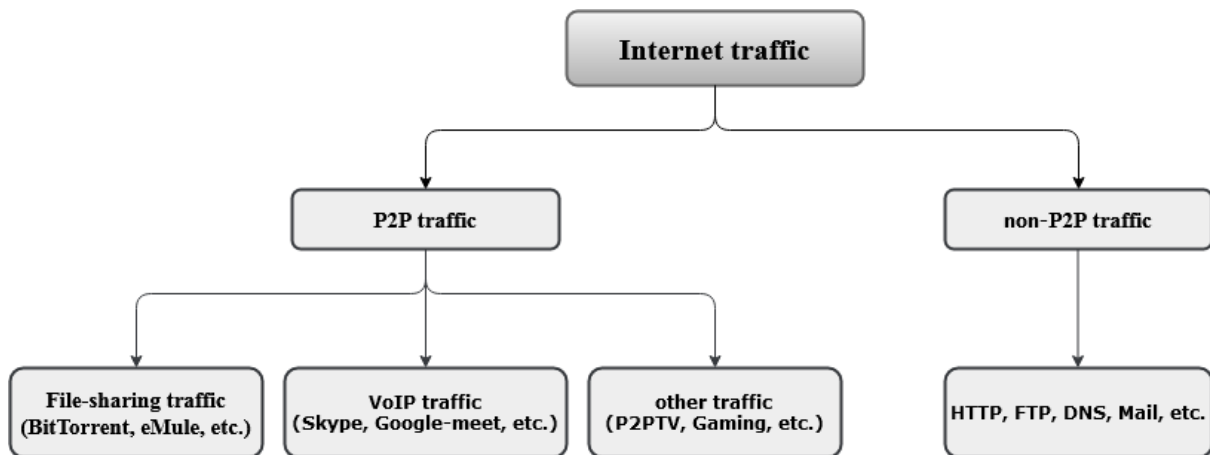 Internet traffic
P2P traffic
non-P2P traffic
File-sharing traffic
(BitTorrent, eMule, etc.)
VoIP traffic
(Skype, Google-meet, etc.)
other traffic
(P2PTV, Gaming, etc.)
HTTP, FTP, DNS, Mail, etc.